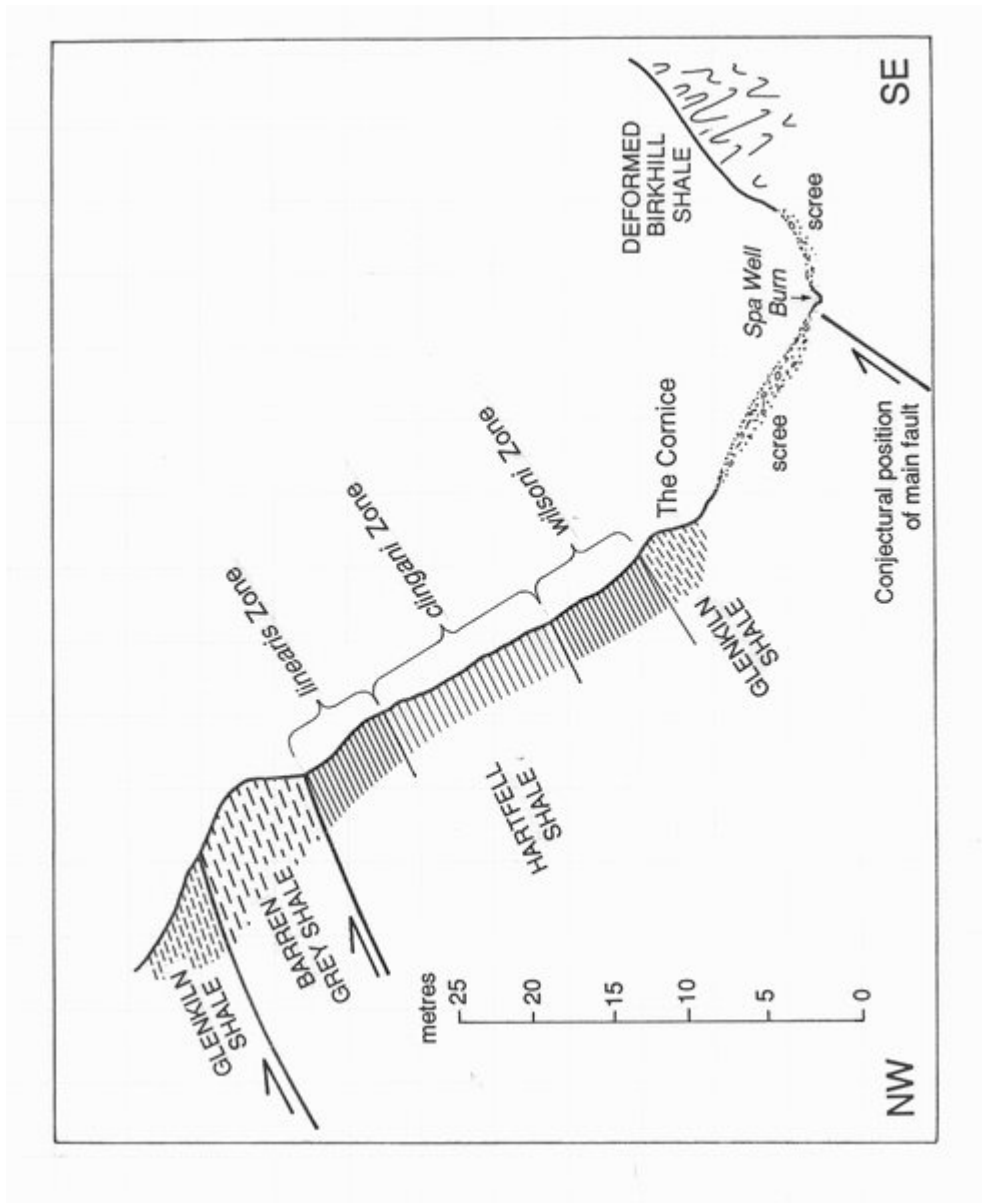 NW
SE
metres
25
20
15
10
5
0
GLENKILN
SHALE
BARREN
GREY SHALE
HARTFELL
SHALE
GLENKILN
SHALE
linearis Zone
clingani Zone
wilsoni Zone
The Cornice
scree
Conjectural position
of main fault
Spa Well
Burn
scree
DEFORMED
BIRKHILL
SHALE